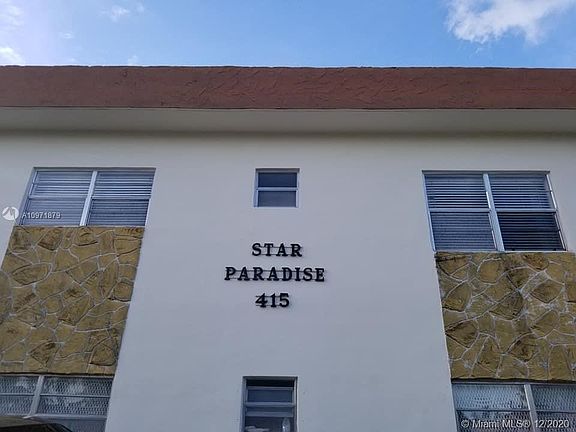 A10971879
STAR
PARADISE
415
©Miami MLS® 12/2020